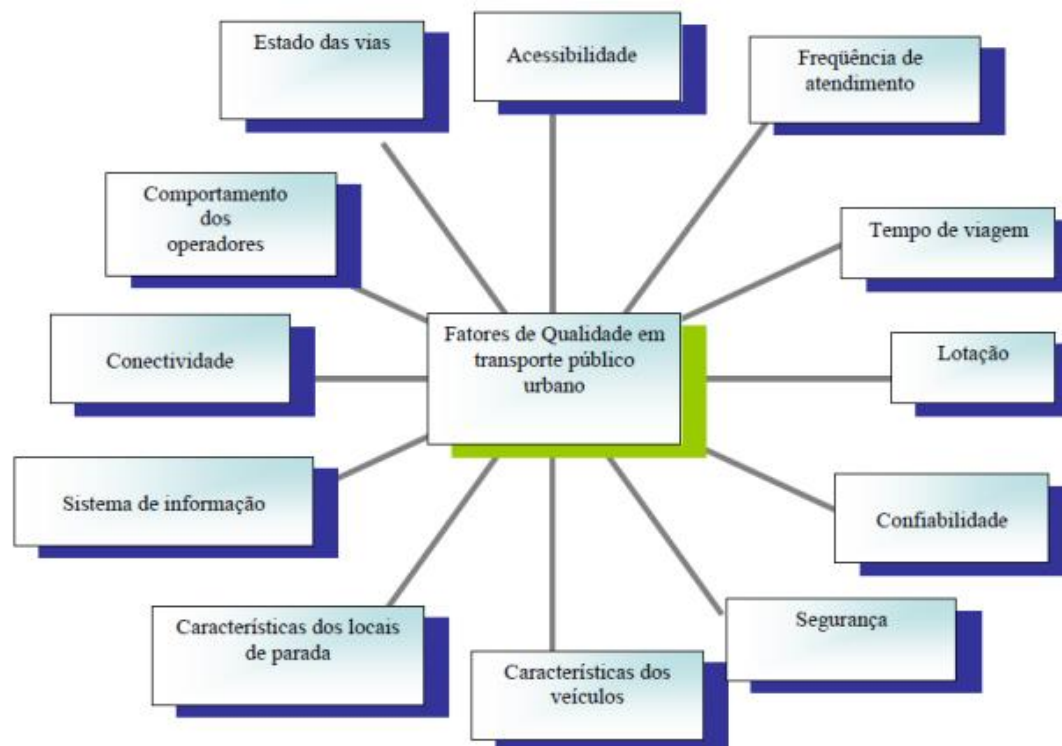 Estado das vias
Acessibilidade
Freqüência de
atendimento
Comportamento
dos
operadores
Tempo de viagem
Fatores de Qualidade em
transporte público
urbano
Conectividade
Lotação
Sistema de informação
Confiabilidade
Características dos locais
de parada
Características dos
veículos
Segurança